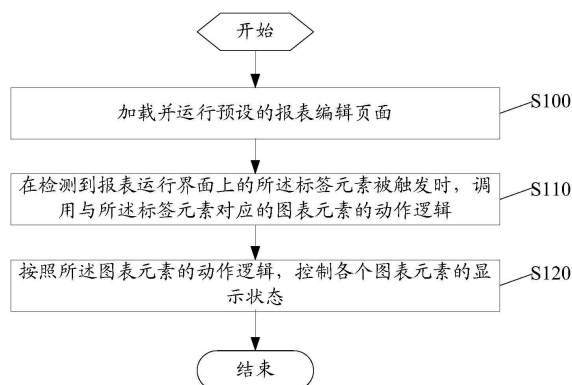 开始
加载并运行预设的报表编辑页面
S100
在检测到报表运行界面上的所述标签元素被触发时，调
用与所述标签元素对应的图表元素的动作逻辑
S110
按照所述图表元素的动作逻辑，控制各个图表元素的显
示状态
S120
结束